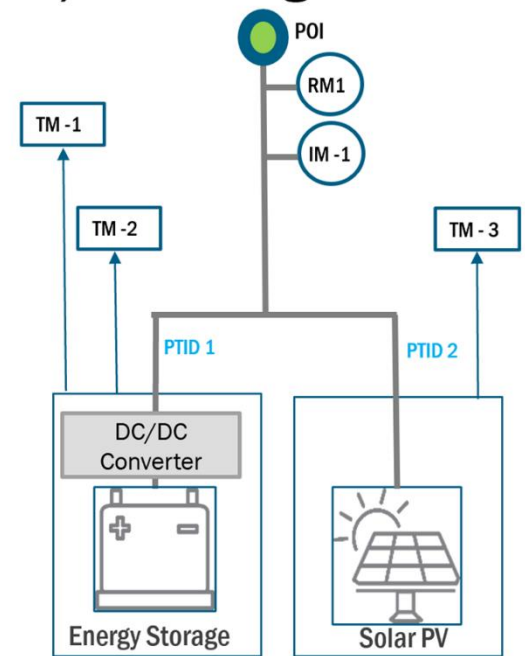 POI
RM1
IM -1
TM -1
TM -2
TM - 3
PTID 1
PTID 2
DC/DC
Converter
Energy Storage
Solar PV